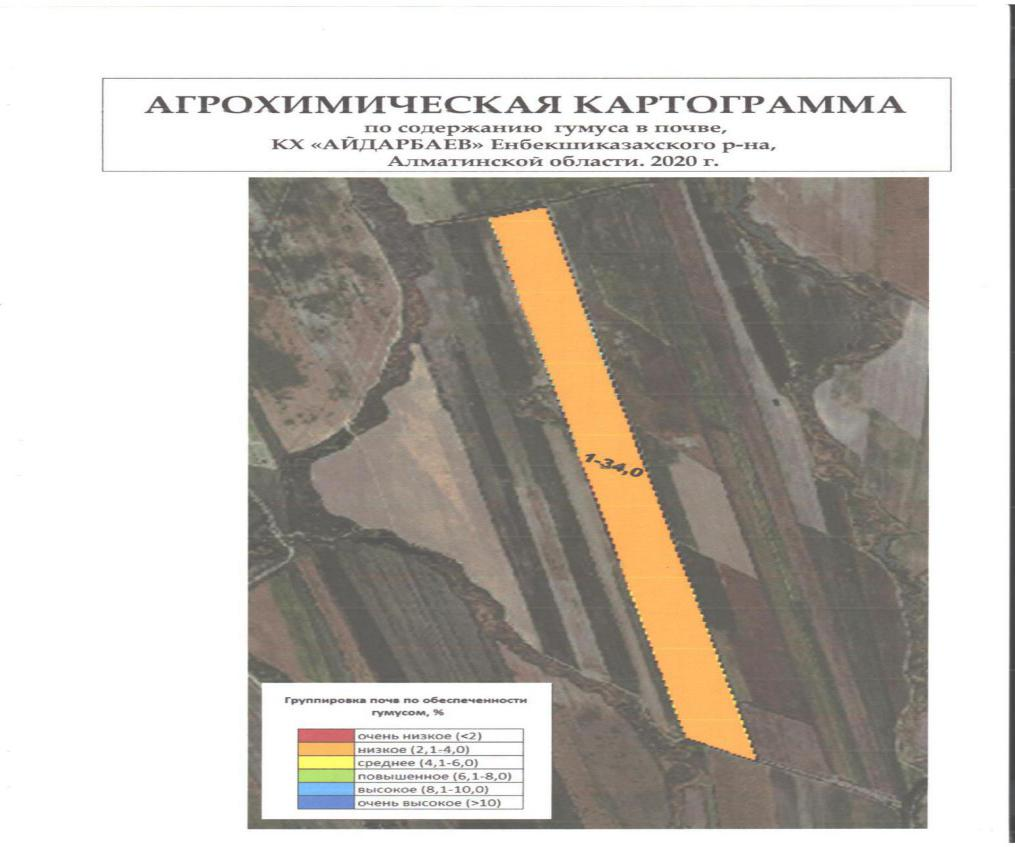 АГРОХИМИЧЕСКАЯ КАРТОГРАММА
по содержанию гумуса в почве,
КХ «АЙДАРБАЕВ» Енбекшиказахского р-на,
Алматинской области. 2020 г.
1-34,0
Группировка почв по обеспеченности
гумусом, %
очень низкое (<2)
низкое (2,1-4,0)
среднее (4,1-6,0)
повышенное (6,1-8,0)
высокое (8,1-10,0)
очень высокое (>10)